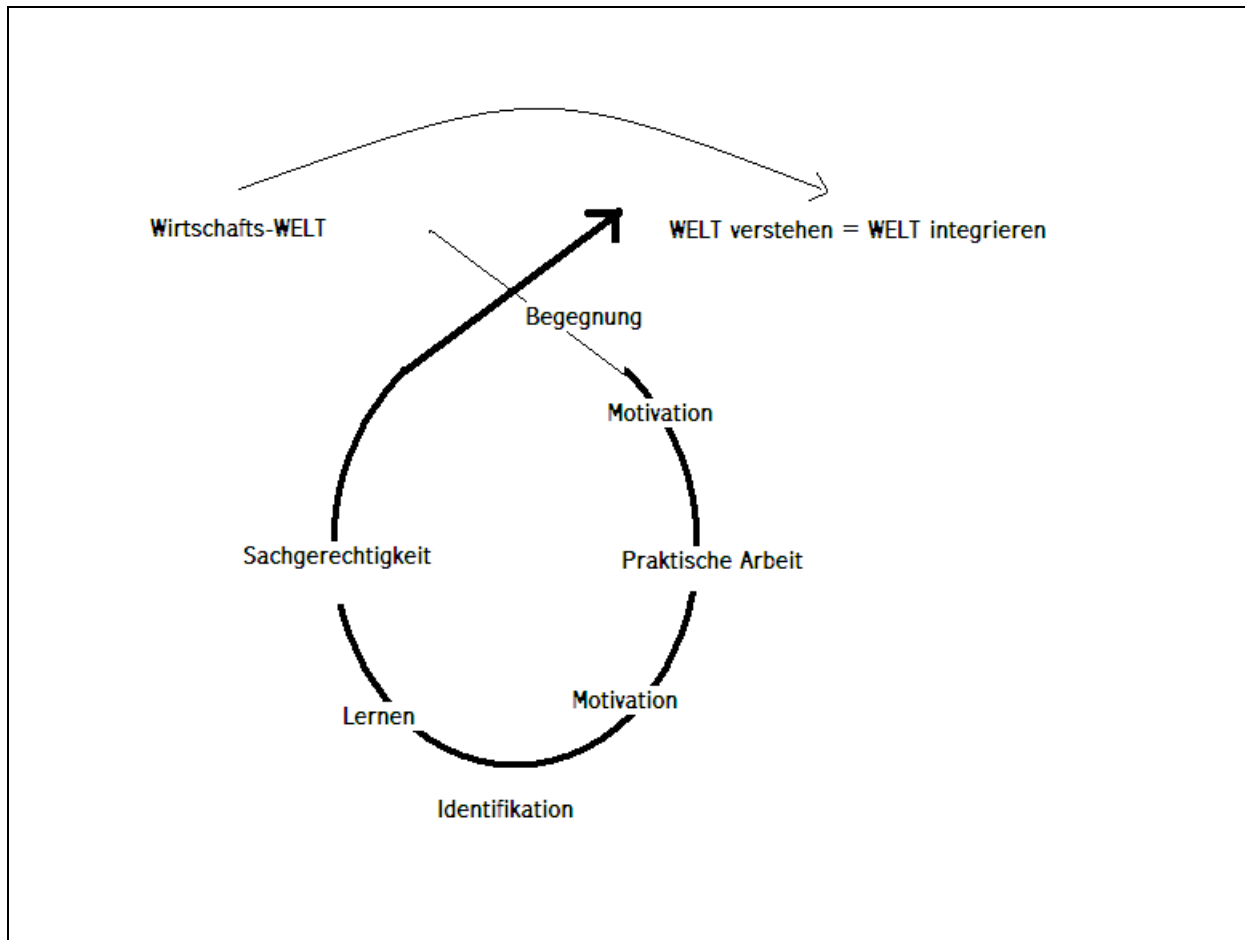 Wirtschafts-WELT
WELT verstehen = WELT integrieren
Begegnung
Motivation
Sachgerechtigkeit
Praktische Arbeit
Motivation
Lernen
Identifikation